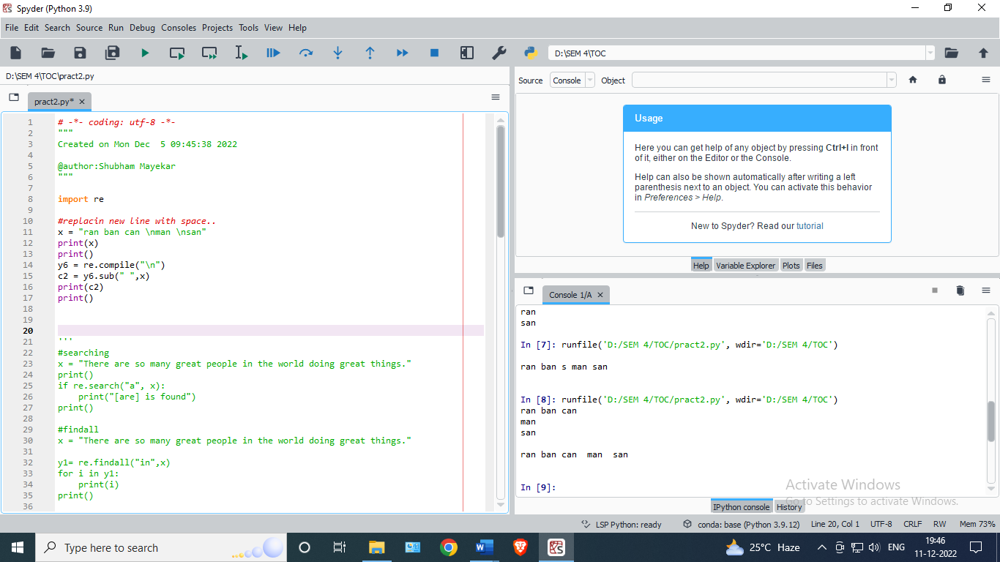 Spyder (Python 3.9)
File Edit Search Source Run Debug Consoles Projects Tools View Help
D:\SEM 4\TOC
D:\SEM 4\TOC\pract2.py
pract2.py*
1 # -*- coding: utf-8 -*-
2 """
3 Created on Mon Dec  5 09:45:38 2022
4
5 @author:Shubham Mayekar
6 """
7
8 import re
9
10 #replacin new line with space..
11 x = "ran ban can \nman \nsan"
12 print(x)
13 print()
14 y6 = re.compile("\n")
15 c2 = y6.sub(" ",x)
16 print(c2)
17 print()
18
19
20
21 '''
22 #searching
23 x = "There are so many great people in the world doing great things."
24 print()
25 if re.search("a", x):
26     print("[are] is found")
27 print()
28
29 #findall
30 x = "There are so many great people in the world doing great things."
31
32 y1= re.findall("in",x)
33 for i in y1:
34     print(i)
35 print()
36
Source Console Object
Usage
Here you can get help of any object by pressing Ctrl+I in front
of it, either on the Editor or the Console.
Help can also be shown automatically after writing a left
parenthesis next to an object. You can activate this behavior
in Preferences > Help.
New to Spyder? Read our tutorial
Help Variable Explorer Plots Files
Console 1/A
ran
san
In [7]: runfile('D:/SEM 4/TOC/pract2.py', wdir='D:/SEM 4/TOC')
ran ban s man san
In [8]: runfile('D:/SEM 4/TOC/pract2.py', wdir='D:/SEM 4/TOC')
ran ban can
man
san
ran ban can  man  san
In [9]:
Activate Windows
Go to Settings to activate Windows.
IPython console History
LSP Python: ready conda: base (Python 3.9.12) Line 20, Col 1 UTF-8 CRLF RW Mem 73%
Type here to search
25°C Haze
ENG
19:46
11-12-2022